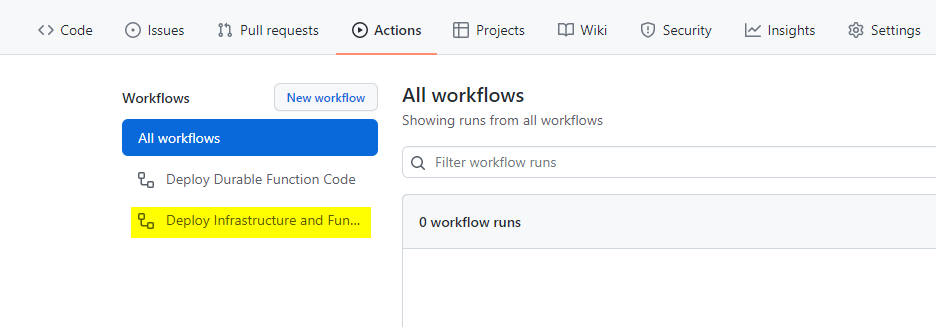 Code Issues Pull requests Actions Projects Wiki Security Insights Settings
Workflows New workflow
All workflows
Deploy Durable Function Code
Deploy Infrastructure and Fun...
All workflows
Showing runs from all workflows
Filter workflow runs
0 workflow runs